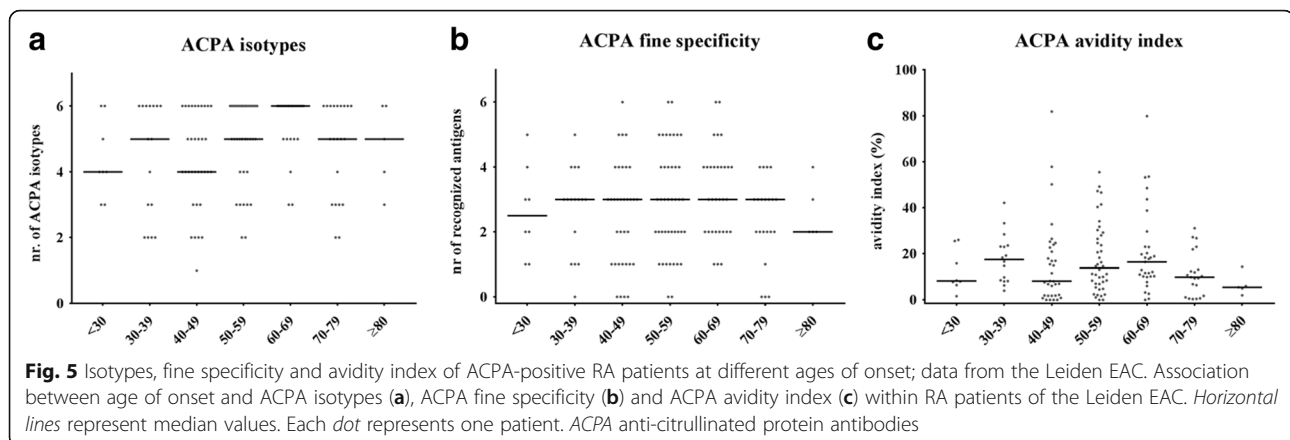 a
ACPA isotypes
nr. of ACPA isotypes
6
4
2
0
<30
30-39
40-49
50-59
60-69
70-79
≥80
b
ACPA fine specificity
nr of recognized antigens
6
4
2
0
<30
30-39
40-49
50-59
60-69
70-79
≥80
c
ACPA avidity index
avidity index (%)
100
80
60
40
20
0
<30
30-39
40-49
50-59
60-69
70-79
≥80
Fig. 5 Isotypes, fine specificity and avidity index of ACPA-positive RA patients at different ages of onset; data from the Leiden EAC. Association
between age of onset and ACPA isotypes (a), ACPA fine specificity (b) and ACPA avidity index (c) within RA patients of the Leiden EAC. Horizontal
lines represent median values. Each dot represents one patient. ACPA anti-citrullinated protein antibodies